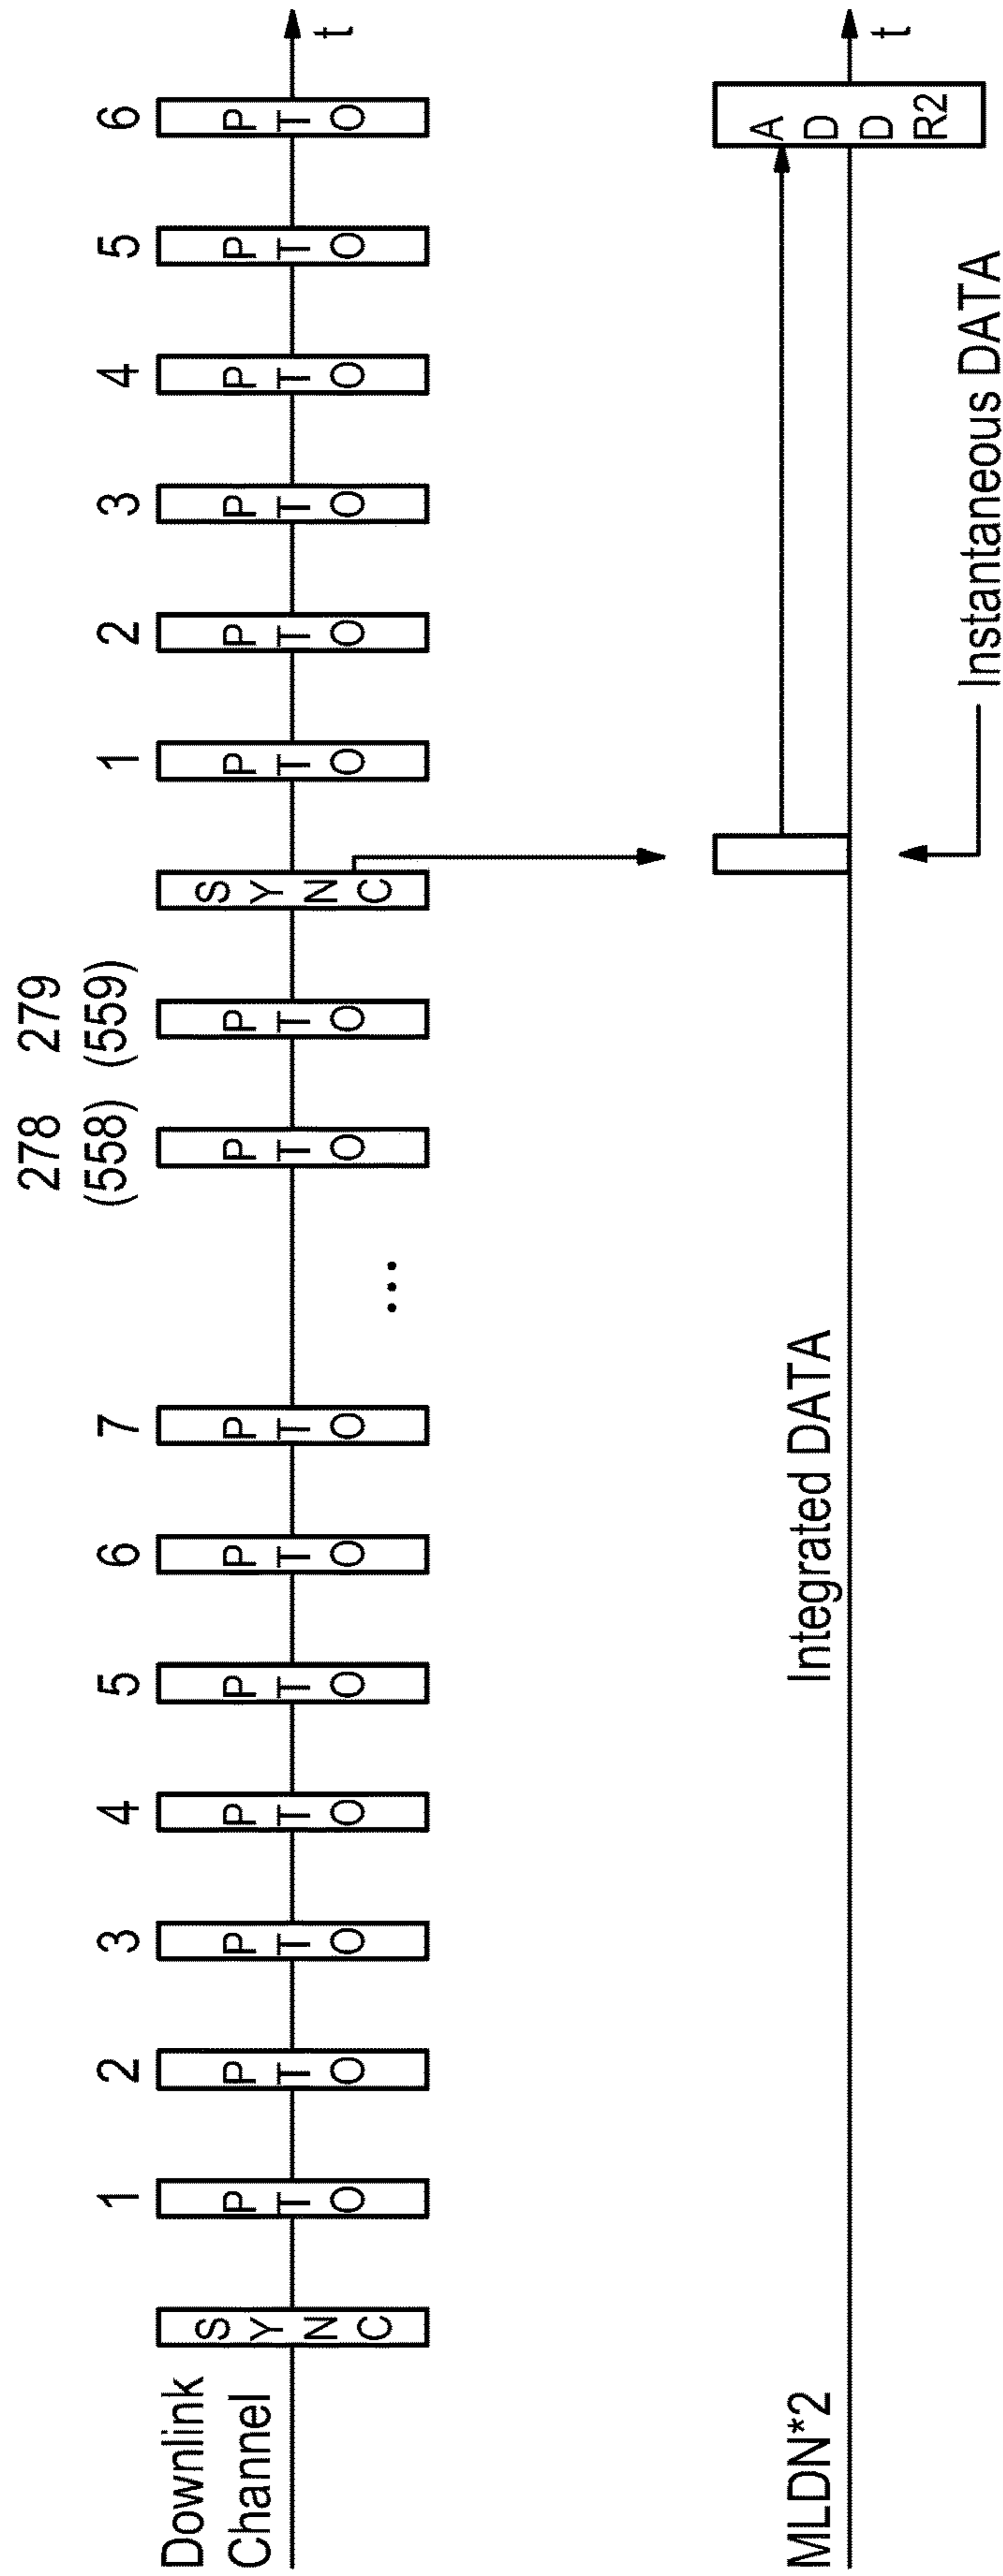 Downlink
Channel
SYNC
1
PTO
2
PTO
3
PTO
4
PTO
5
PTO
6
PTO
7
PTO
...
278
(558)
PTO
279
(559)
PTO
SYNC
1
PTO
2
PTO
3
PTO
4
PTO
5
PTO
6
PTO
t
MLDN*2
Integrated DATA
Instantaneous DATA
ADDR2
t